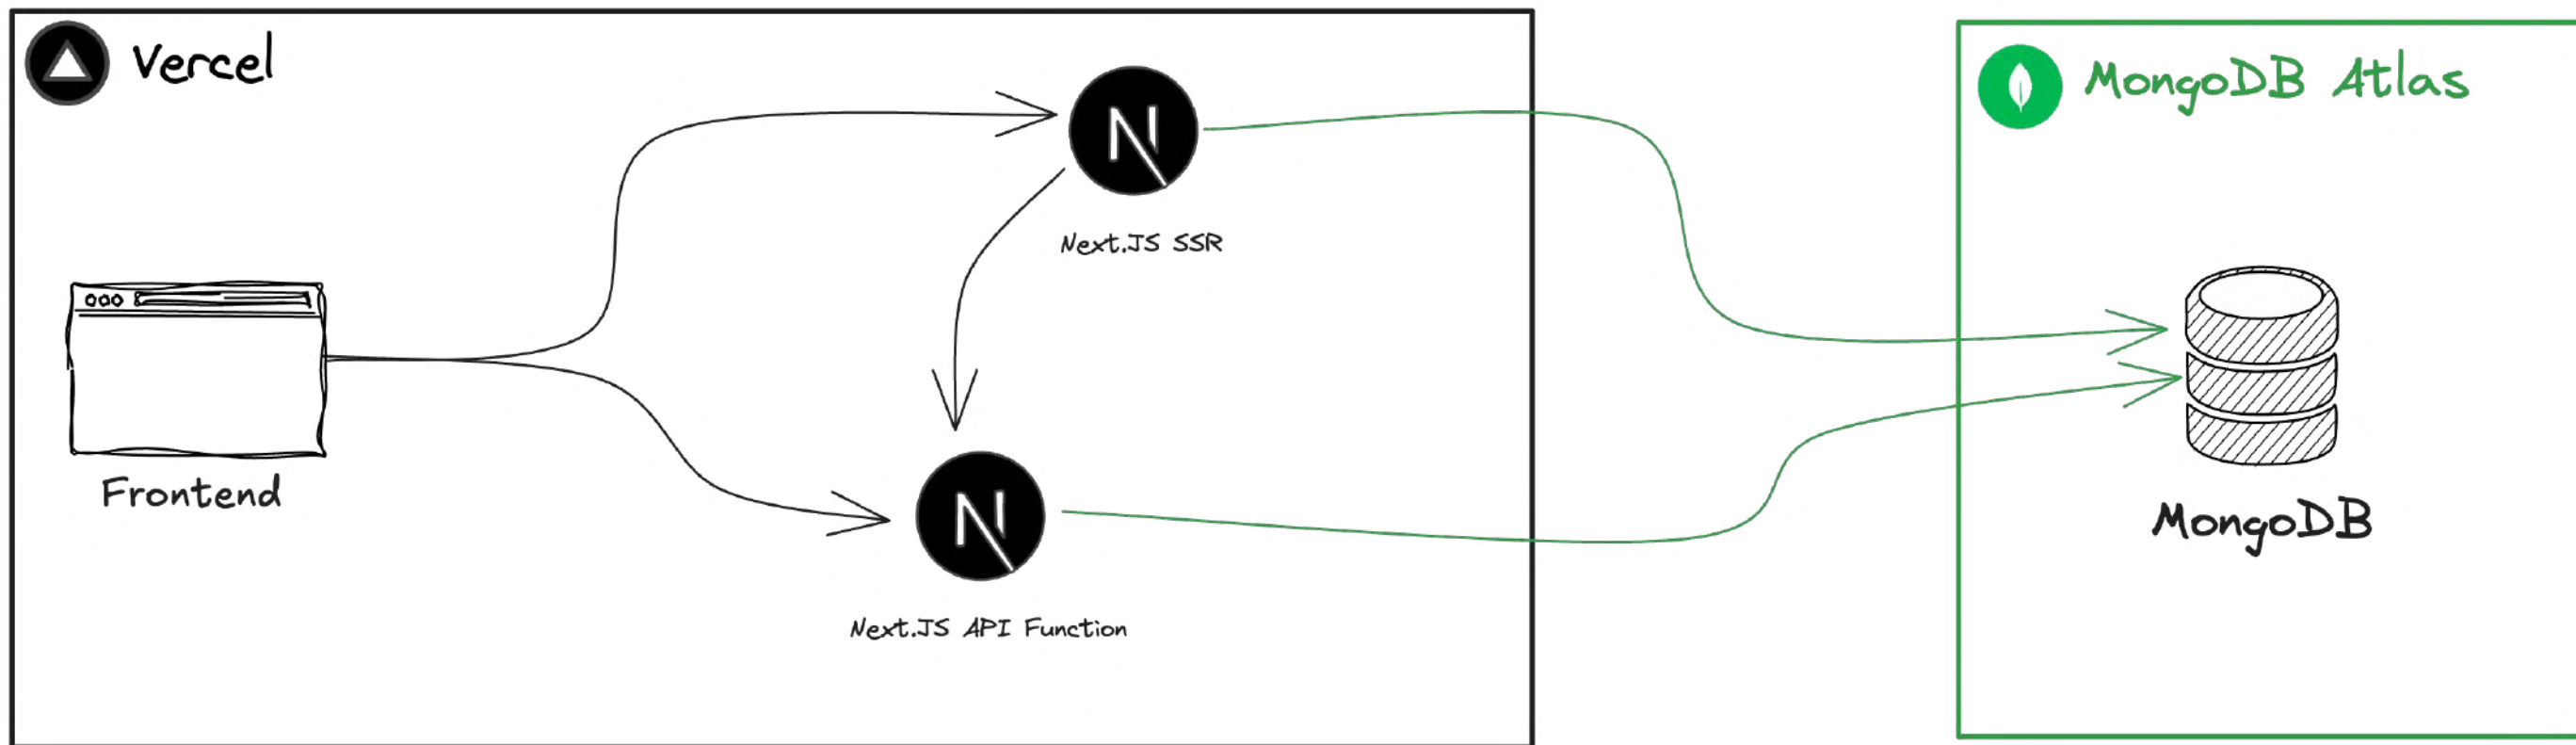 Vercel
MongoDB Atlas
Next.JS SSR
Frontend
MongoDB
Next.JS API Function